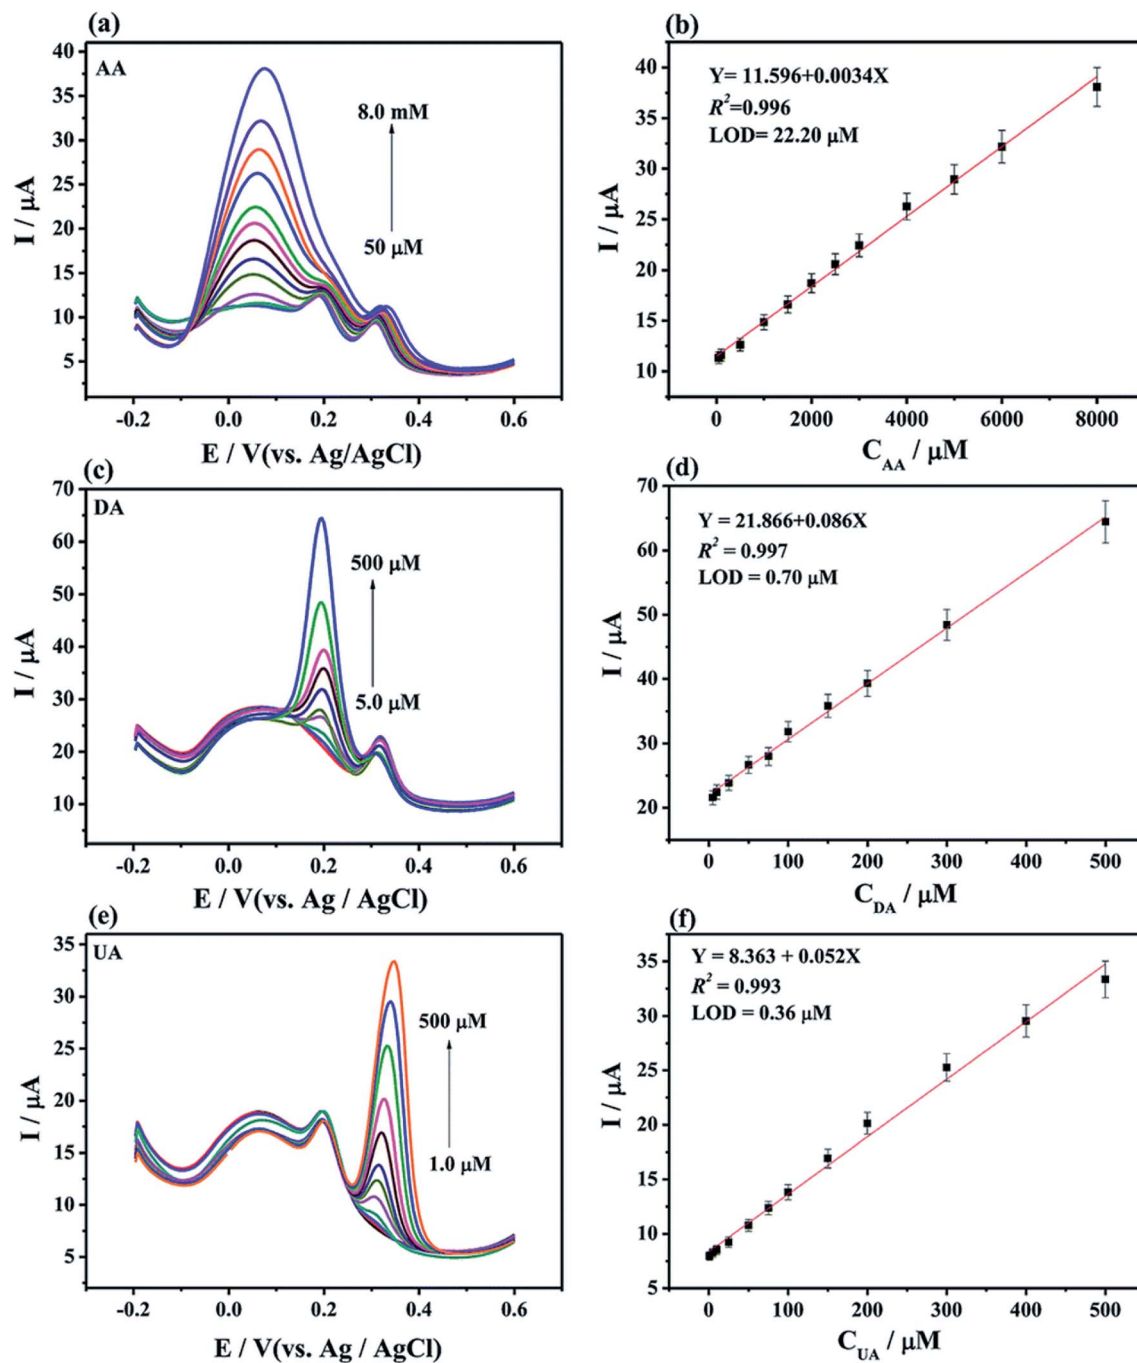 (a)
AA
8.0 mM
50 μM
40
35
30
25
20
15
10
5
I / μA
-0.2 0.0 0.2 0.4 0.6
E / V(vs. Ag/AgCl)
(b)
Y= 11.596+0.0034X
R²=0.996
LOD= 22.20 μM
40
35
30
25
20
15
10
I / μA
0 2000 4000 6000 8000
C_AA / μM
(c)
DA
500 μM
5.0 μM
70
60
50
40
30
20
10
I / μA
-0.2 0.0 0.2 0.4 0.6
E / V(vs. Ag / AgCl)
(d)
Y = 21.866+0.086X
R² = 0.997
LOD = 0.70 μM
70
60
50
40
30
20
I / μA
0 100 200 300 400 500
C_DA / μM
(e)
UA
500 μM
1.0 μM
35
30
25
20
15
10
5
I / μA
-0.2 0.0 0.2 0.4 0.6
E / V(vs. Ag / AgCl)
(f)
Y = 8.363 + 0.052X
R² = 0.993
LOD = 0.36 μM
35
30
25
20
15
10
5
I / μA
0 100 200 300 400 500
C_UA / μM